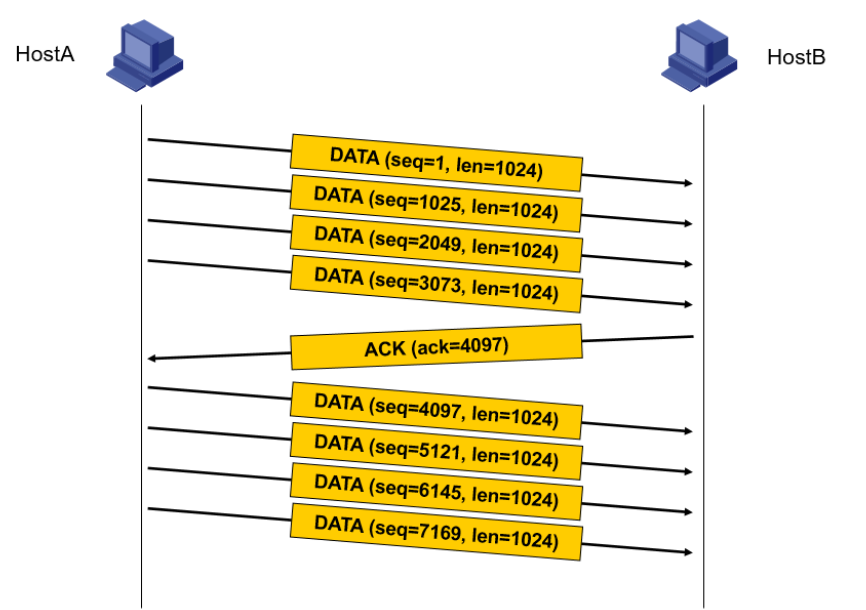 HostA
HostB
DATA (seq=1, len=1024)
DATA (seq=1025, len=1024)
DATA (seq=2049, len=1024)
DATA (seq=3073, len=1024)
ACK (ack=4097)
DATA (seq=4097, len=1024)
DATA (seq=5121, len=1024)
DATA (seq=6145, len=1024)
DATA (seq=7169, len=1024)